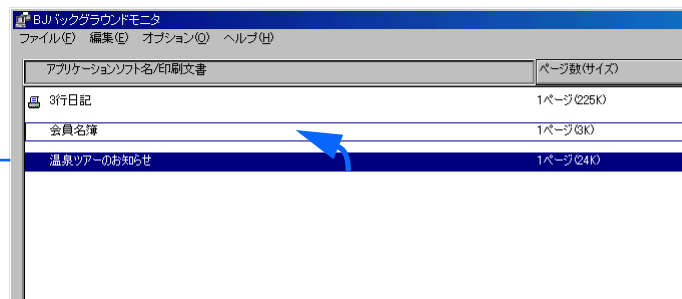 BJバックグラウンドモニタ
ファイル(F) 編集(E) オプション(O) ヘルプ(H)
アプリケーションソフト名/印刷文書 ページ数(サイズ)
3行日記 1ページ(225K)
会員名簿 1ページ(3K)
温泉ツアーのお知らせ 1ページ(24K)